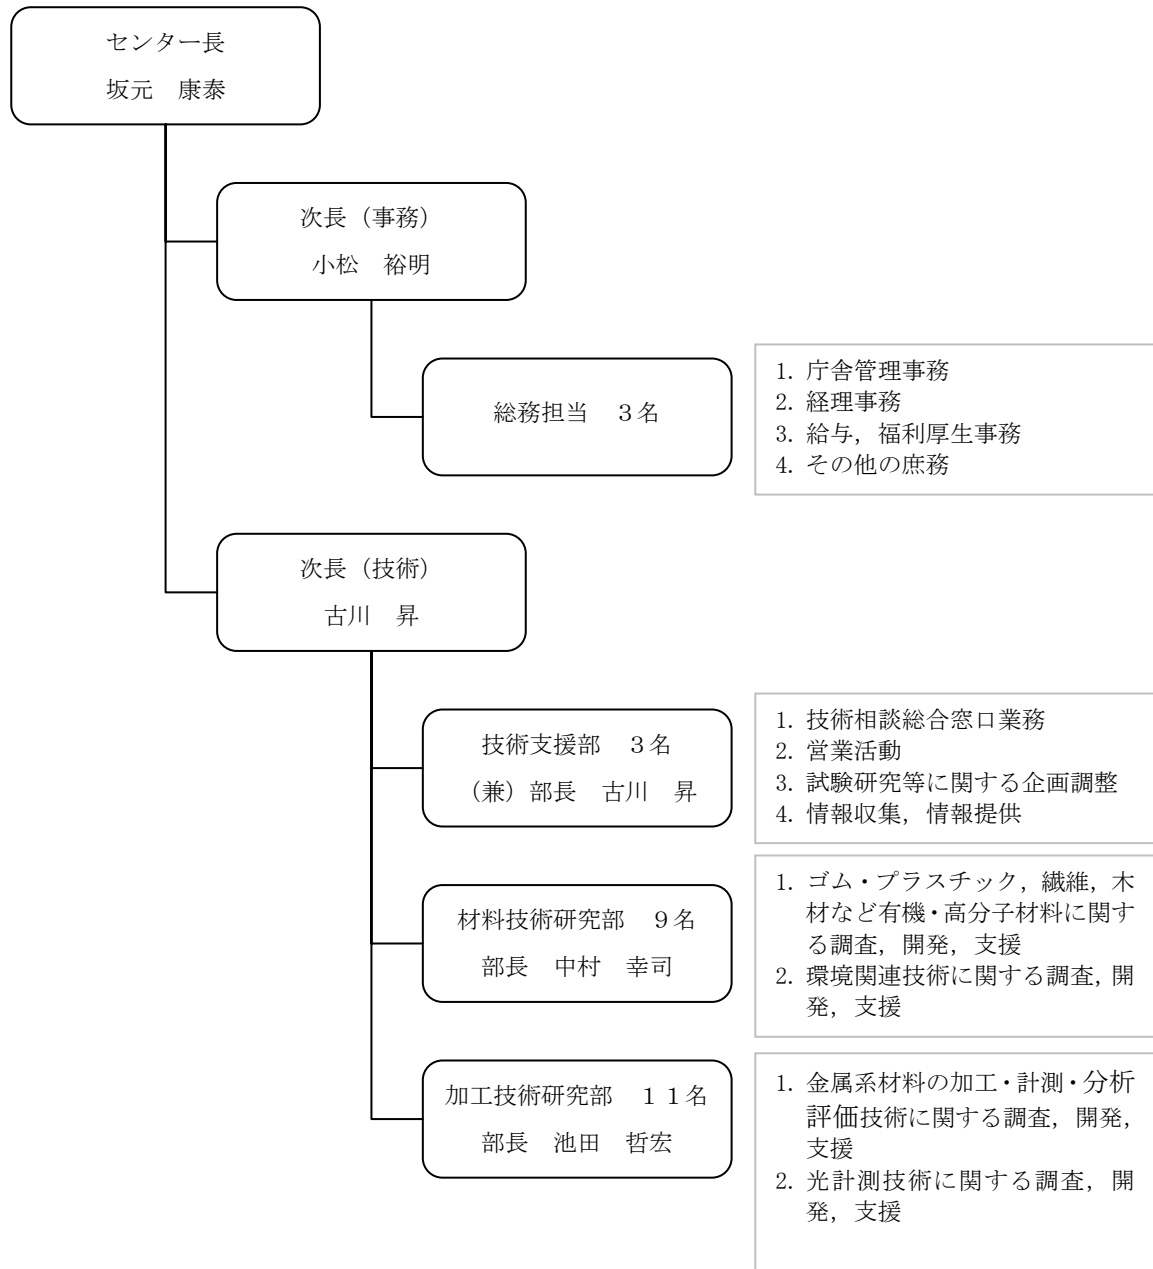 センター長
坂元　康泰
次長（事務）
小松　裕明
総務担当　３名
1. 庁舎管理事務
2. 経理事務
3. 給与，福利厚生事務
4. その他の庶務
次長（技術）
古川　昇
技術支援部　３名
（兼）部長　古川　昇
1. 技術相談総合窓口業務
2. 営業活動
3. 試験研究等に関する企画調整
4. 情報収集，情報提供
材料技術研究部　９名
部長　中村　幸司
1. ゴム・プラスチック，繊維，木
材など有機・高分子材料に関す
る調査，開発，支援
2. 環境関連技術に関する調査，開
発，支援
加工技術研究部　１１名
部長　池田　哲宏
1. 金属系材料の加工・計測・分析
評価技術に関する調査，開発，
支援
2. 光計測技術に関する調査，開
発，支援